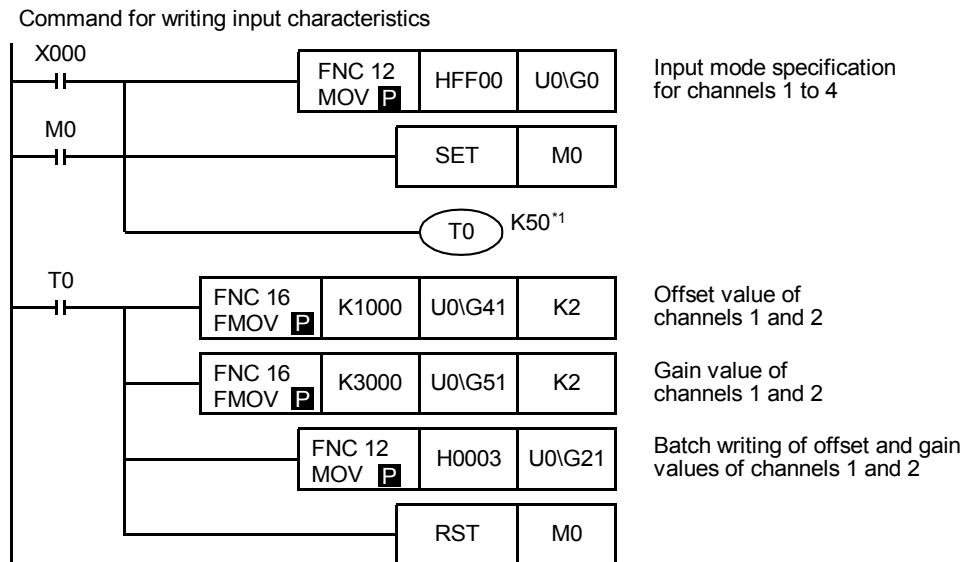 Command for writing input characteristics
X000
FNC 12
MOV P
HFF00
U0\G0
Input mode specification
for channels 1 to 4
M0
SET
M0
T0
K50*1
T0
FNC 16
FMOV P
K1000
U0\G41
K2
Offset value of
channels 1 and 2
FNC 16
FMOV P
K3000
U0\G51
K2
Gain value of
channels 1 and 2
FNC 12
MOV P
H0003
U0\G21
Batch writing of offset and gain
values of channels 1 and 2
RST
M0